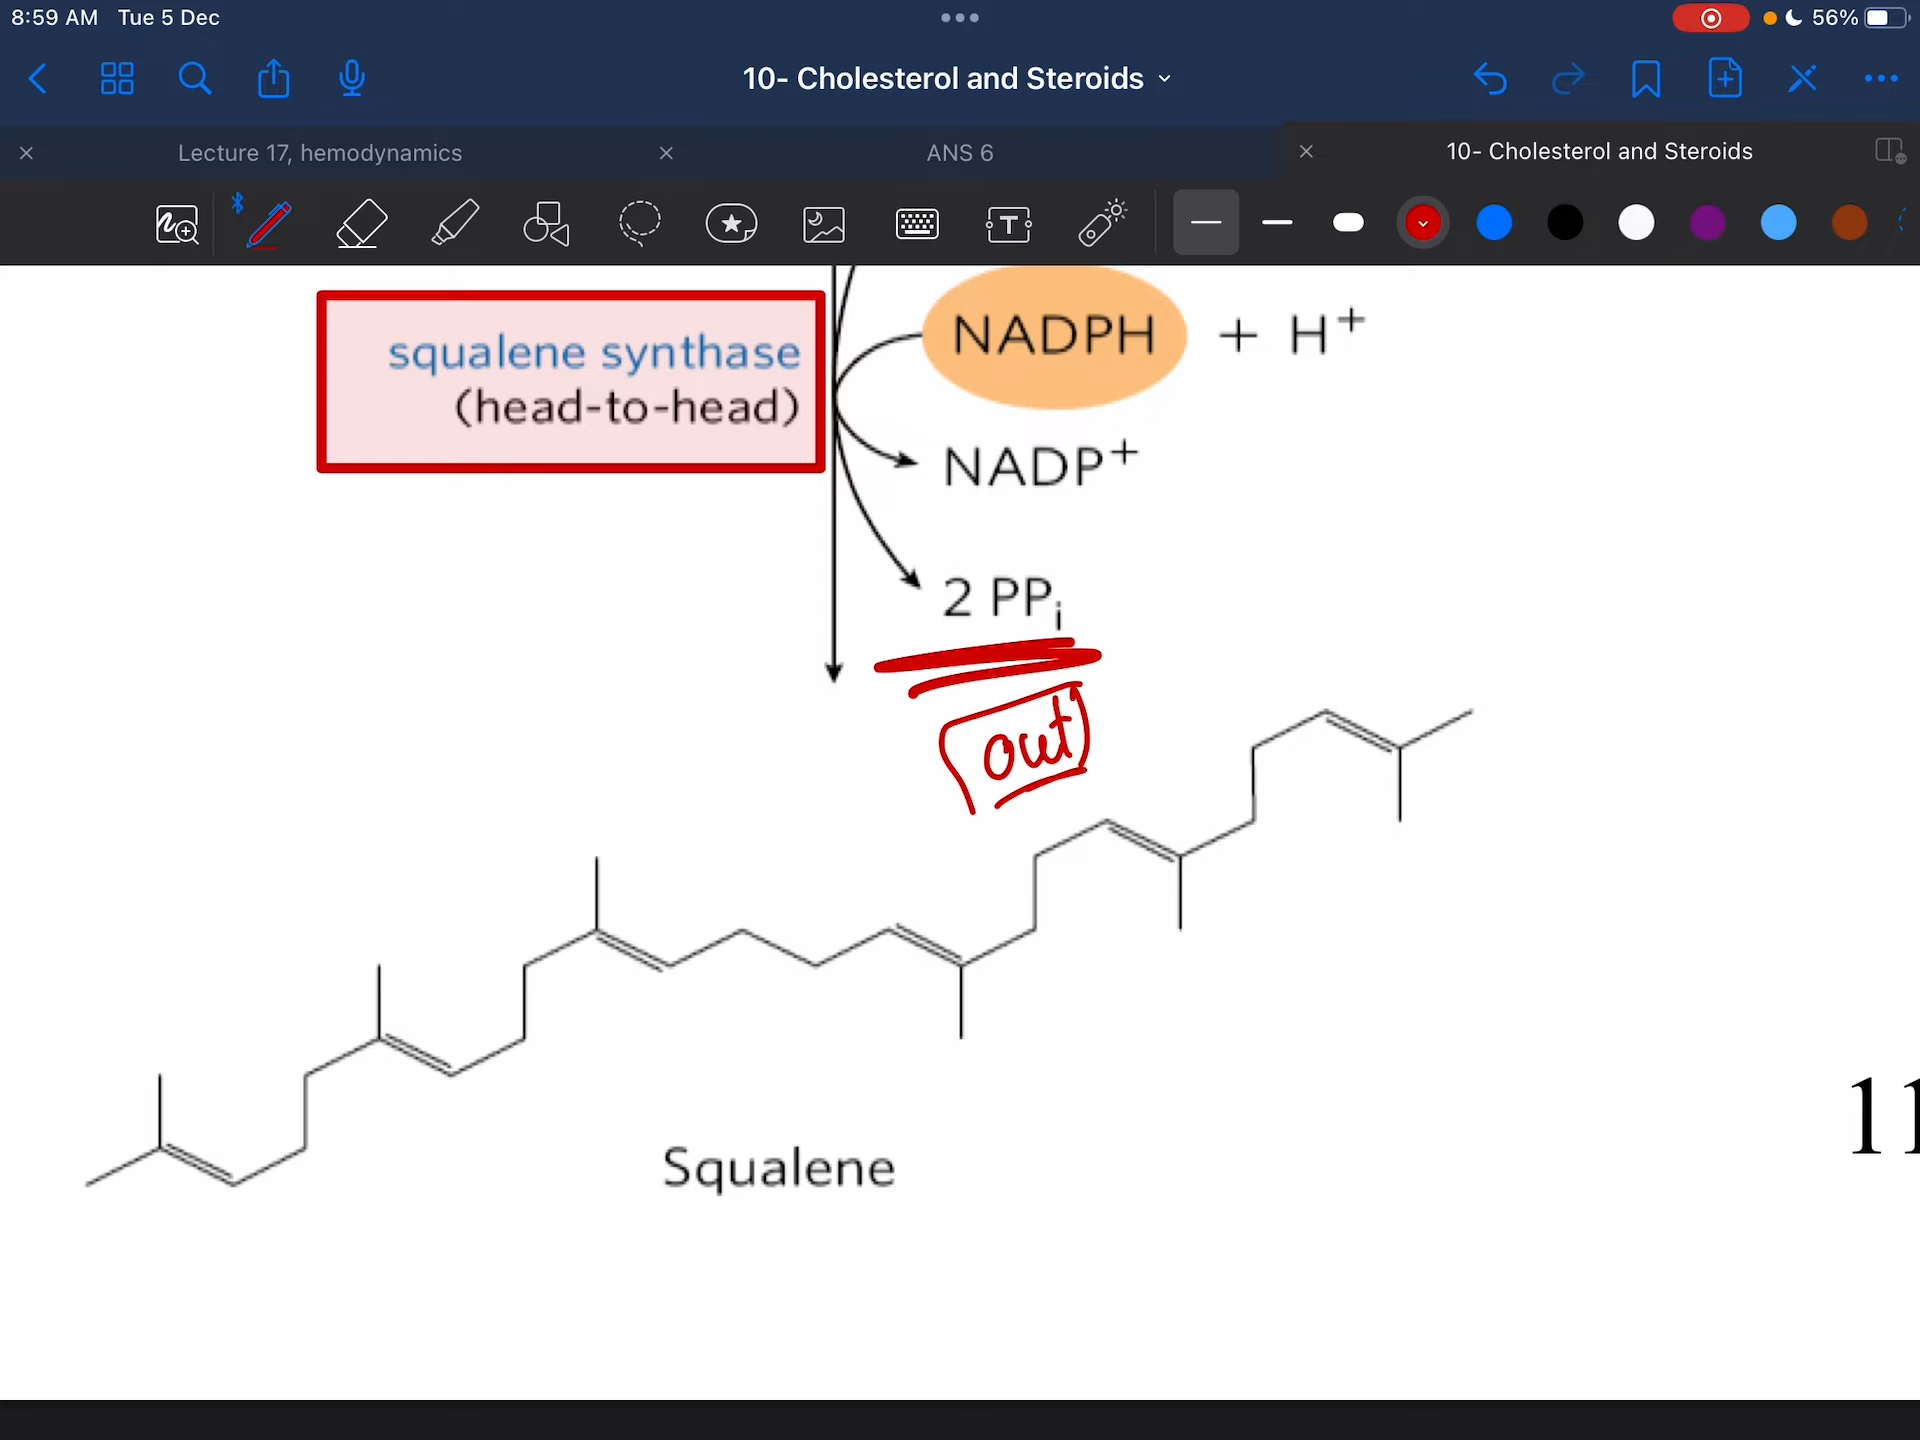 8:59 AM Tue 5 Dec
56%
10- Cholesterol and Steroids
Lecture 17, hemodynamics
ANS 6
10- Cholesterol and Steroids
T
squalene synthase
(head-to-head)
NADPH + H⁺
NADP⁺
2 PPᵢ
out
Squalene
11